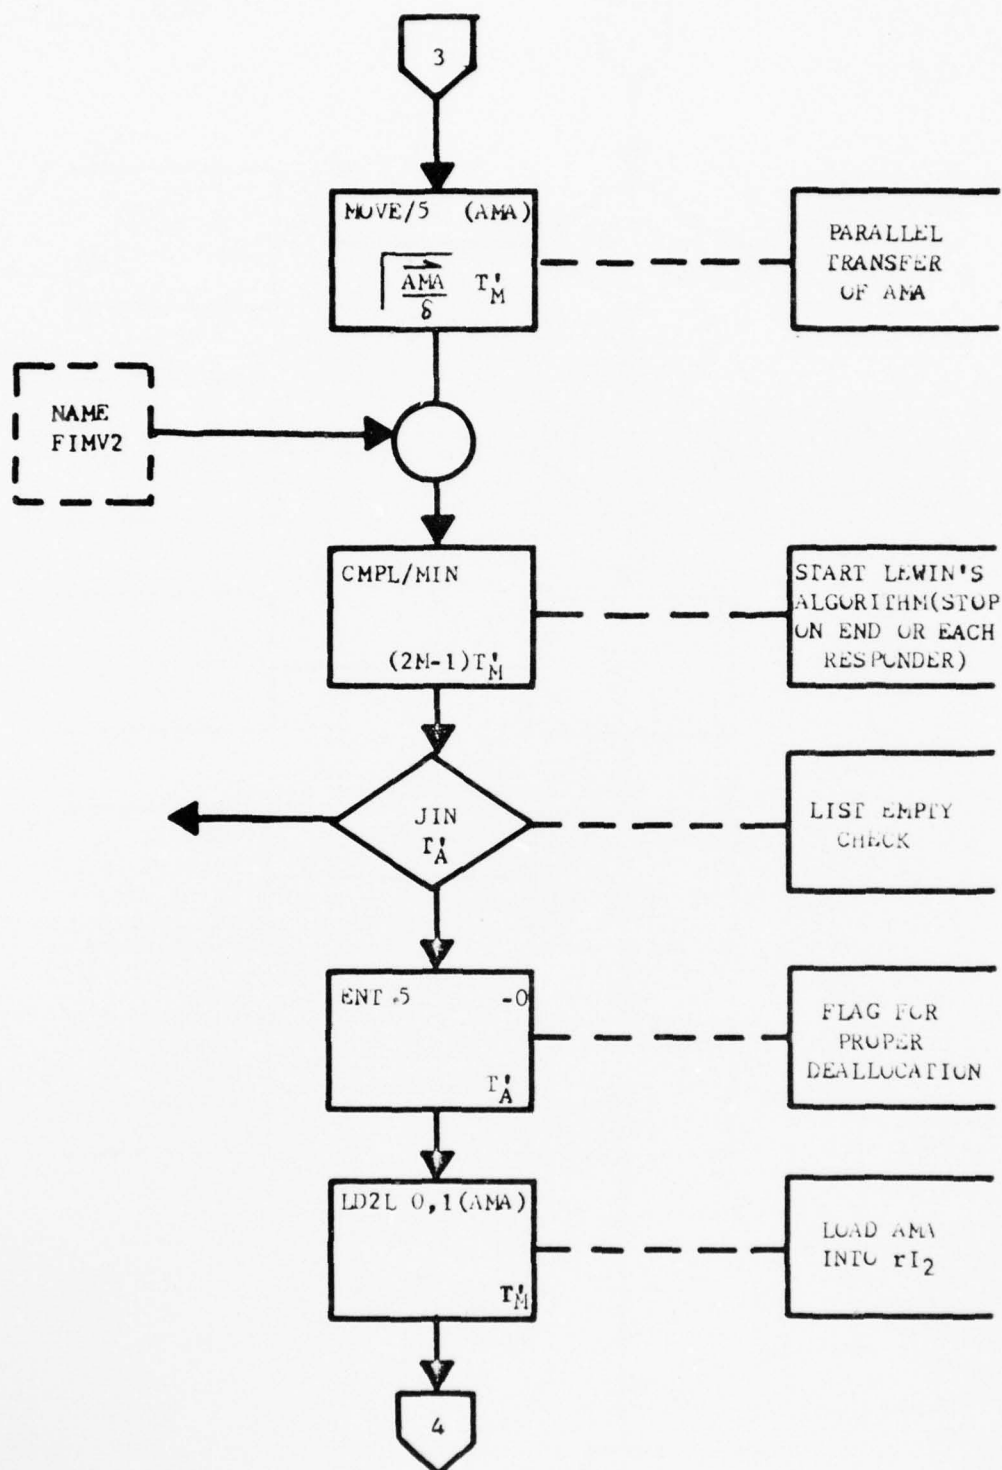 3
MOVE/5 (AMA)
AMA/δ T'M
PARALLEL
TRANSFER
OF AMA
NAME
FIMV2
CMPL/MIN
(2M-1)T'M
START LEWIN'S
ALGORITHM(STOP
ON END OR EACH
RESPONDER)
JIN
T'A
LIST EMPTY
CHECK
ENT.5 -0
T'A
FLAG FOR
PROPER
DEALLOCATION
LD2L 0,1(AMA)
T'M
LOAD AMA
INTO rI2
4